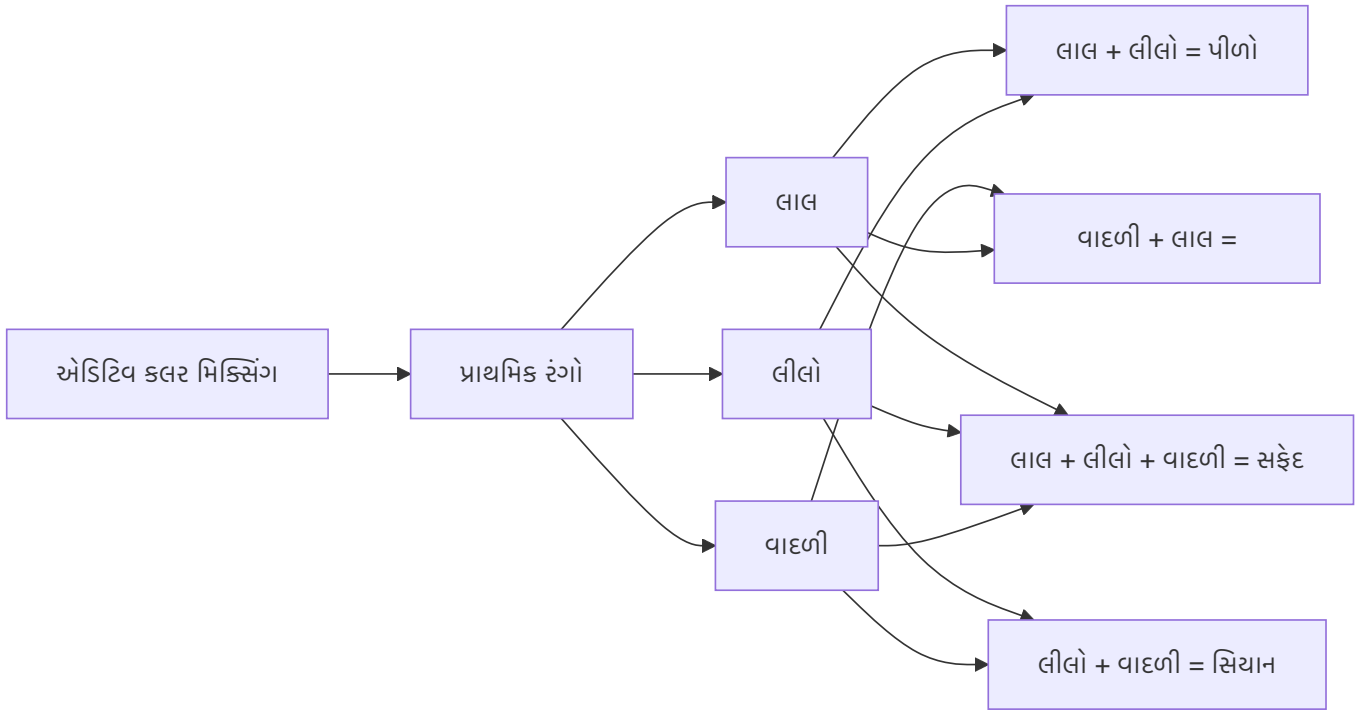 એડિટિવ કલર મિક્સિંગ
પ્રાથમિક રંગો
લાલ
લીલો
વાદળી
લાલ + લીલો = પીળો
વાદળી + લાલ =
લાલ + લીલો + વાદળી = સફેદ
લીલો + વાદળી = સિયાન